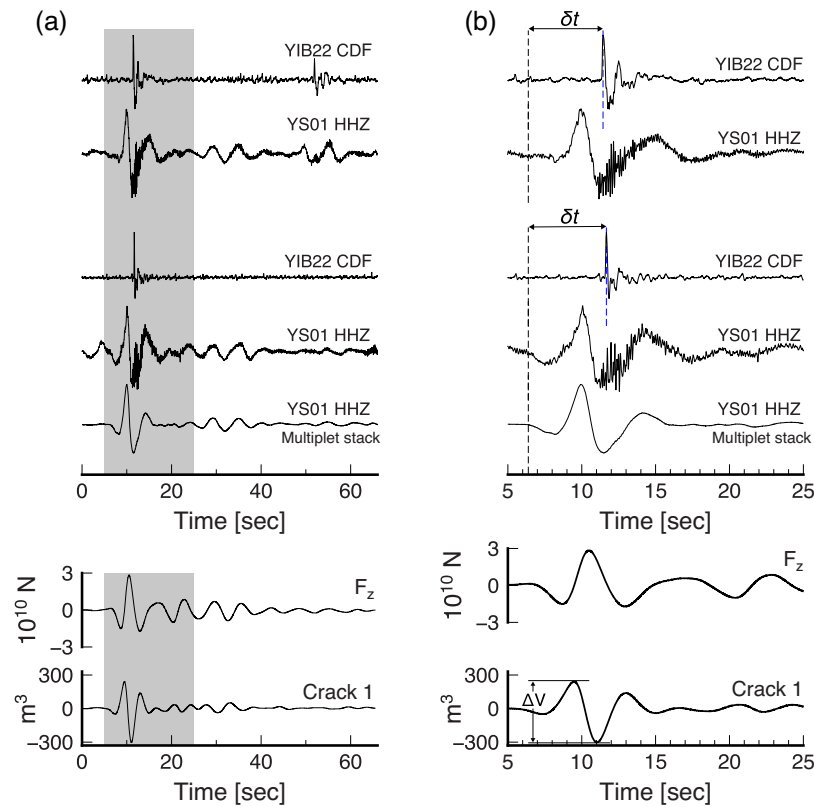 (a)
YIB22 CDF
YS01 HHZ
YIB22 CDF
YS01 HHZ
YS01 HHZ
Multiplet stack
0 20 40 60
Time [sec]
3
0
−3
10¹⁰ N
F_z
300
0
−300
m³
Crack 1
0 20 40 60
Time [sec]
(b)
δt
YIB22 CDF
YS01 HHZ
δt
YIB22 CDF
YS01 HHZ
YS01 HHZ
Multiplet stack
5 10 15 20 25
Time [sec]
3
0
−3
10¹⁰ N
F_z
300
0
−300
m³
ΔV
Crack 1
5 10 15 20 25
Time [sec]